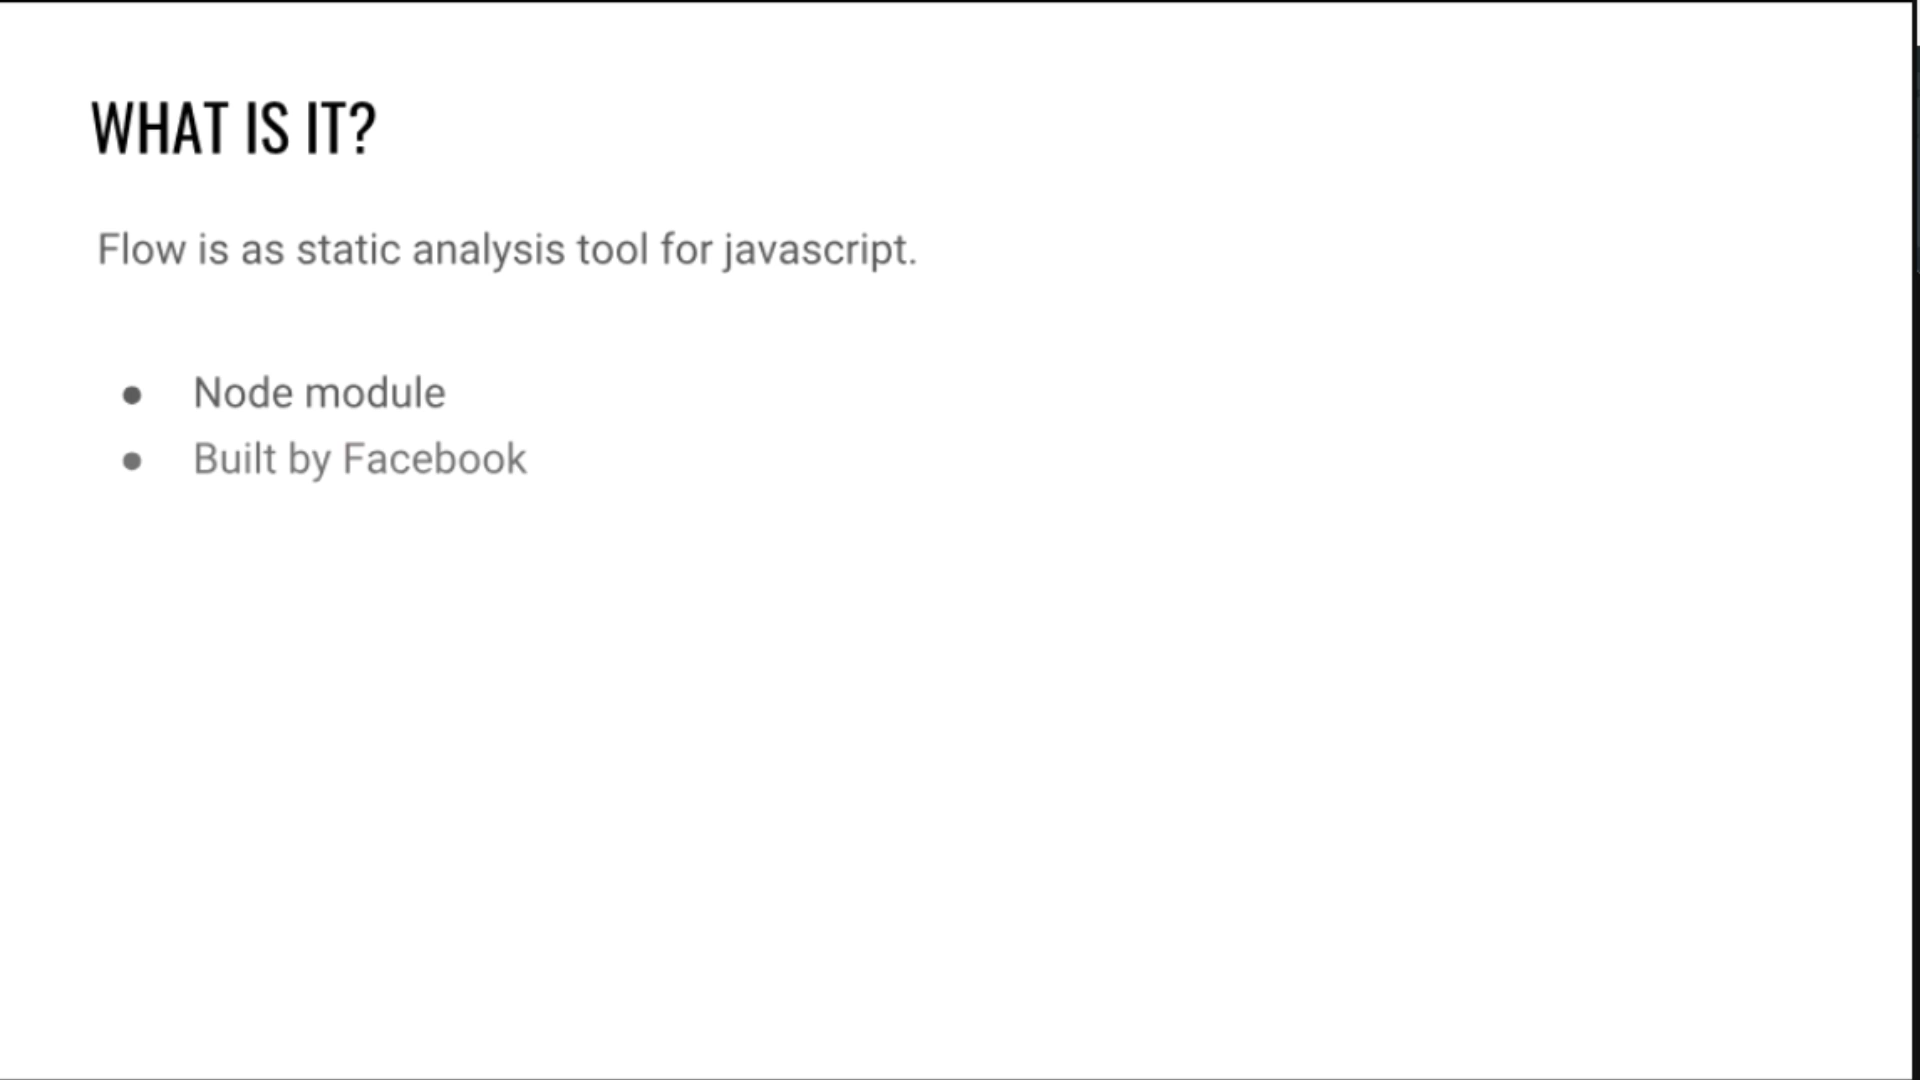 WHAT IS IT?
Flow is as static analysis tool for javascript.
● Node module
● Built by Facebook